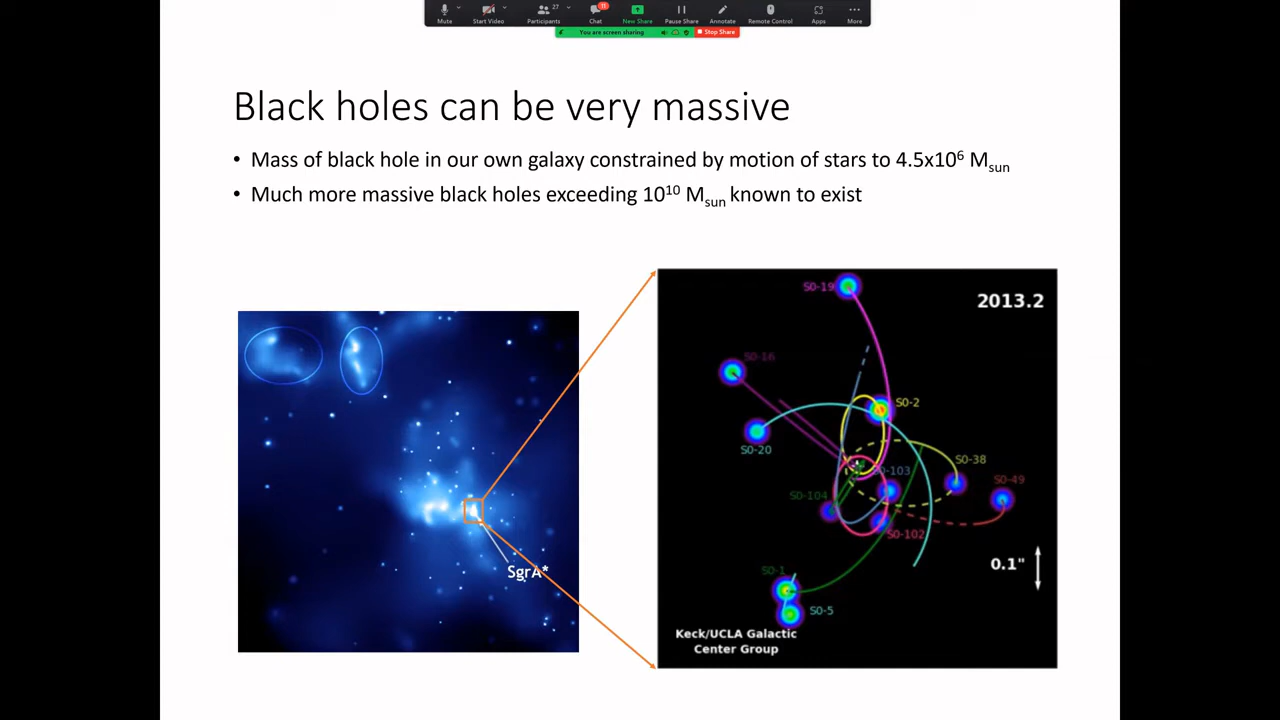 27
11
Mute
Start Video
Participants
Chat
New Share
Pause Share
Annotate
Remote Control
Apps
More
You are screen sharing
Stop Share
Black holes can be very massive
• Mass of black hole in our own galaxy constrained by motion of stars to 4.5x10⁶ Msun
• Much more massive black holes exceeding 10¹⁰ Msun known to exist
SgrA*
S0-19
2013.2
S0-16
S0-2
S0-20
S0-38
S0-103
S0-49
S0-104
S0-102
0.1"
S0-1
S0-5
Keck/UCLA Galactic
Center Group